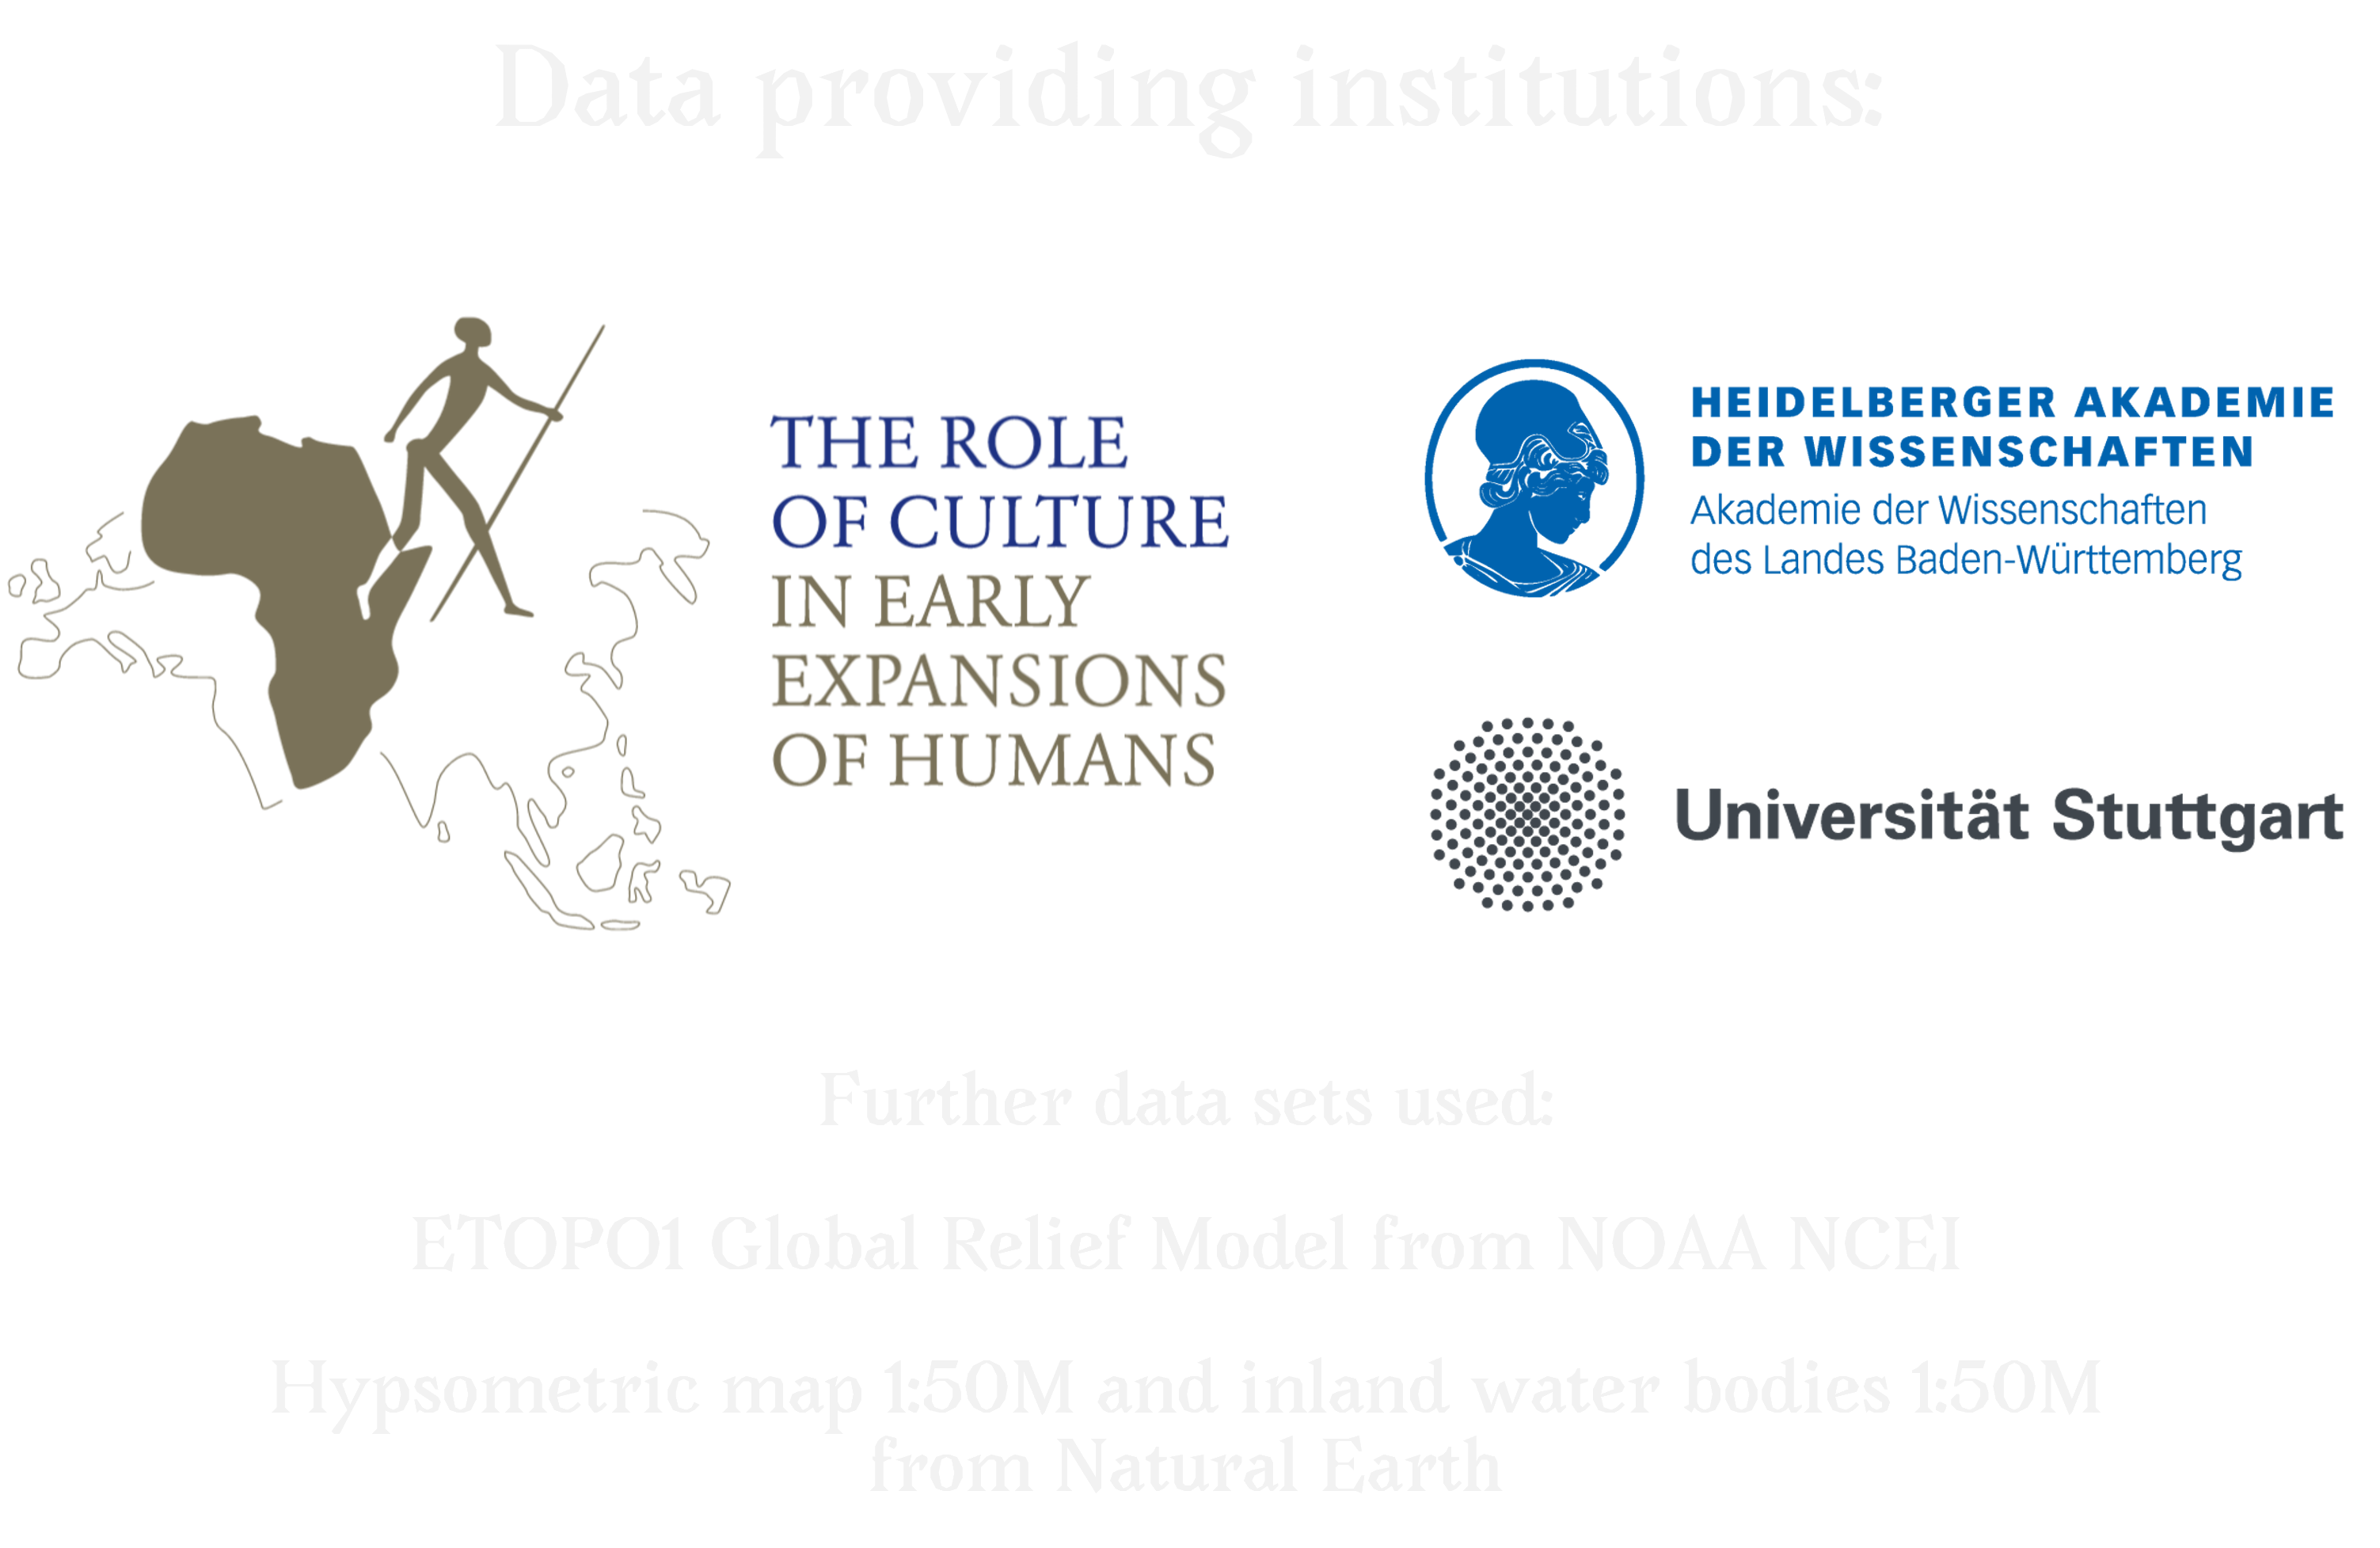 Data providing institutions:
THE ROLE
OF CULTURE
IN EARLY
EXPANSIONS
OF HUMANS
HEIDELBERGER AKADEMIE
DER WISSENSCHAFTEN
Akademie der Wissenschaften
des Landes Baden-Württemberg
Universität Stuttgart
Further data sets used:
ETOPO1 Global Relief Model from NOAA NCEI
Hypsometric map 1:50M and inland water bodies 1:50M
from Natural Earth